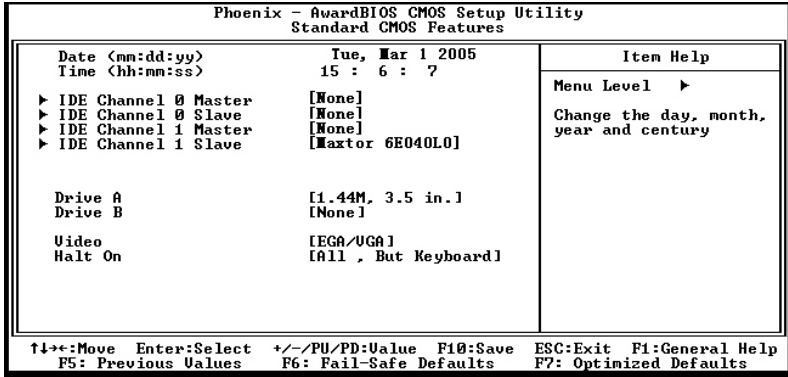 Phoenix - AwardBIOS CMOS Setup Utility
Standard CMOS Features
Date (mm:dd:yy) Tue, Mar 1 2005
Time (hh:mm:ss) 15 : 6 : 7
► IDE Channel 0 Master [None]
► IDE Channel 0 Slave [None]
► IDE Channel 1 Master [None]
► IDE Channel 1 Slave [Maxtor 6E040L0]
Drive A [1.44M, 3.5 in.]
Drive B [None]
Video [EGA/VGA]
Halt On [All , But Keyboard]
Item Help
Menu Level ►
Change the day, month,
year and century
↑↓→←:Move Enter:Select +/-/PU/PD:Value F10:Save ESC:Exit F1:General Help
F5: Previous Values F6: Fail-Safe Defaults F7: Optimized Defaults